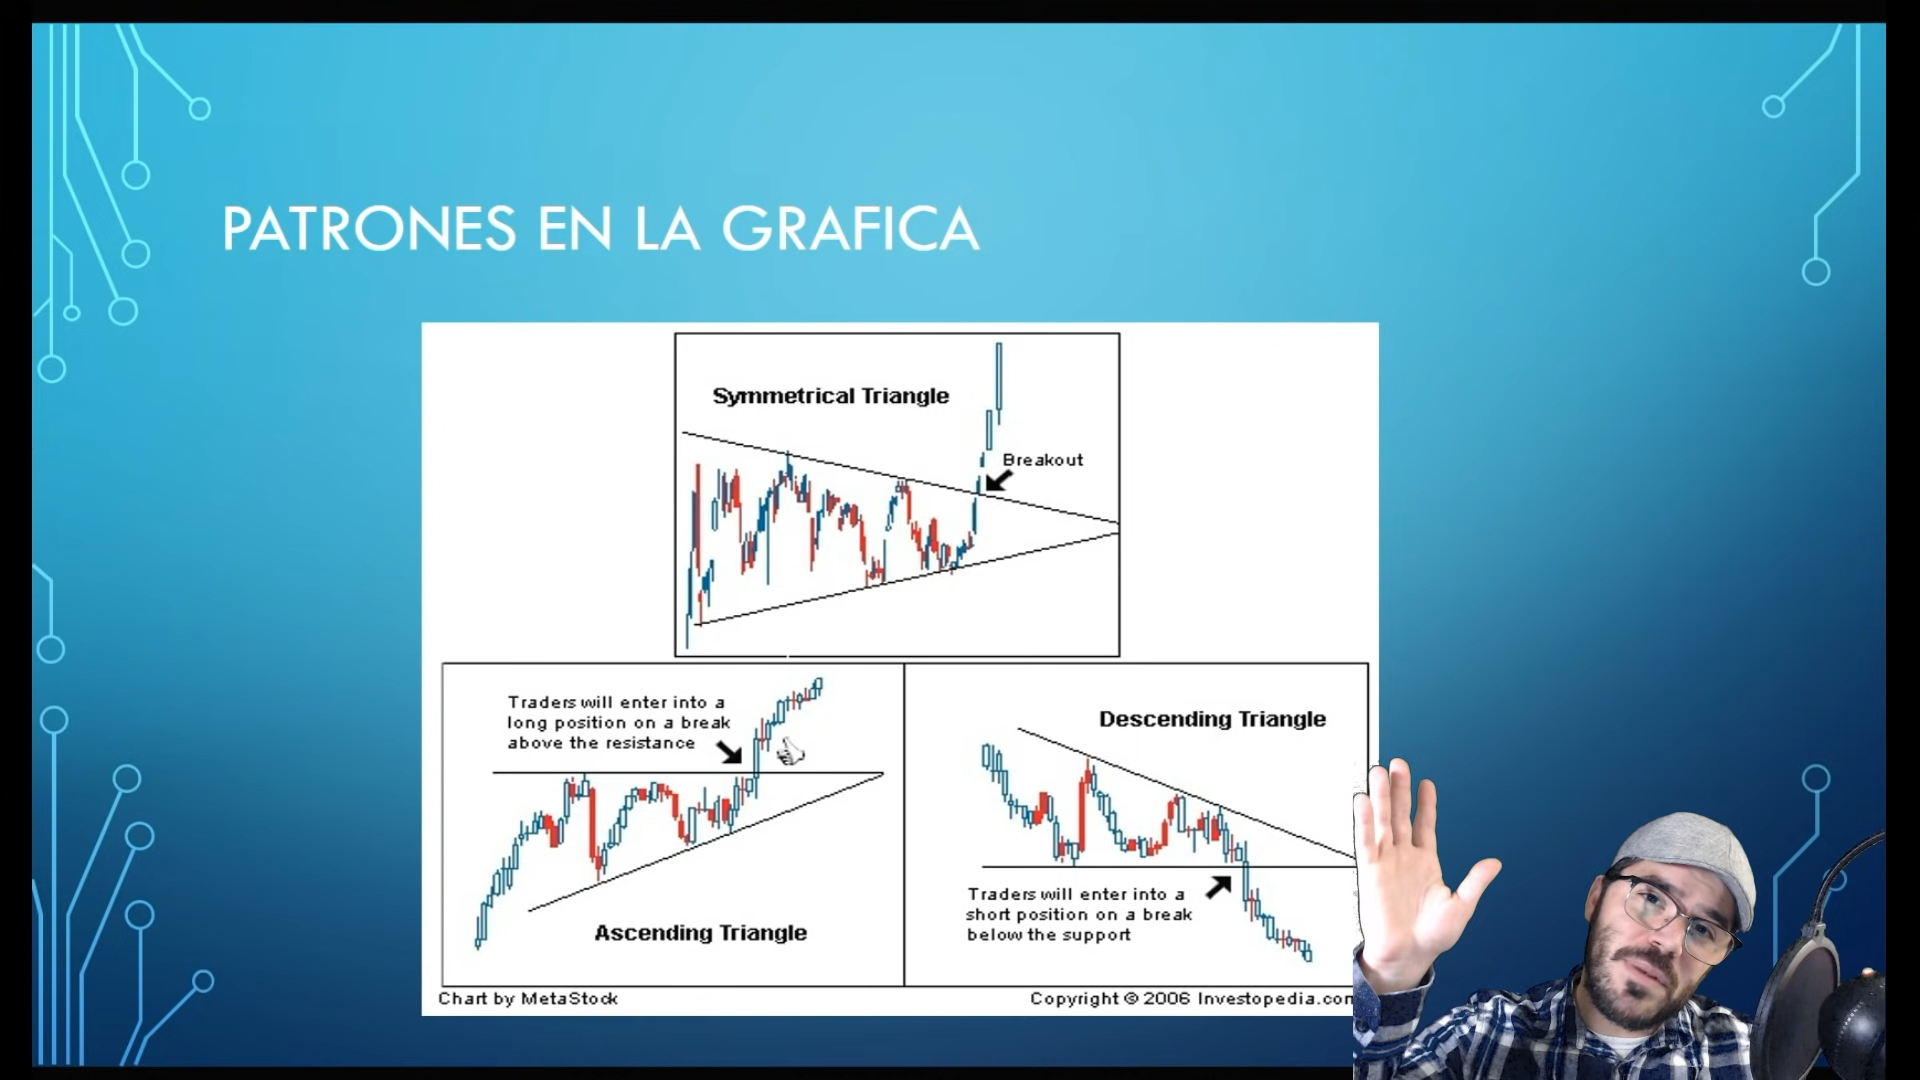 PATRONES EN LA GRAFICA
Symmetrical Triangle
Breakout
Traders will enter into a
long position on a break
above the resistance
Ascending Triangle
Descending Triangle
Traders will enter into a
short position on a break
below the support
Chart by MetaStock
Copyright © 2006 Investopedia.com